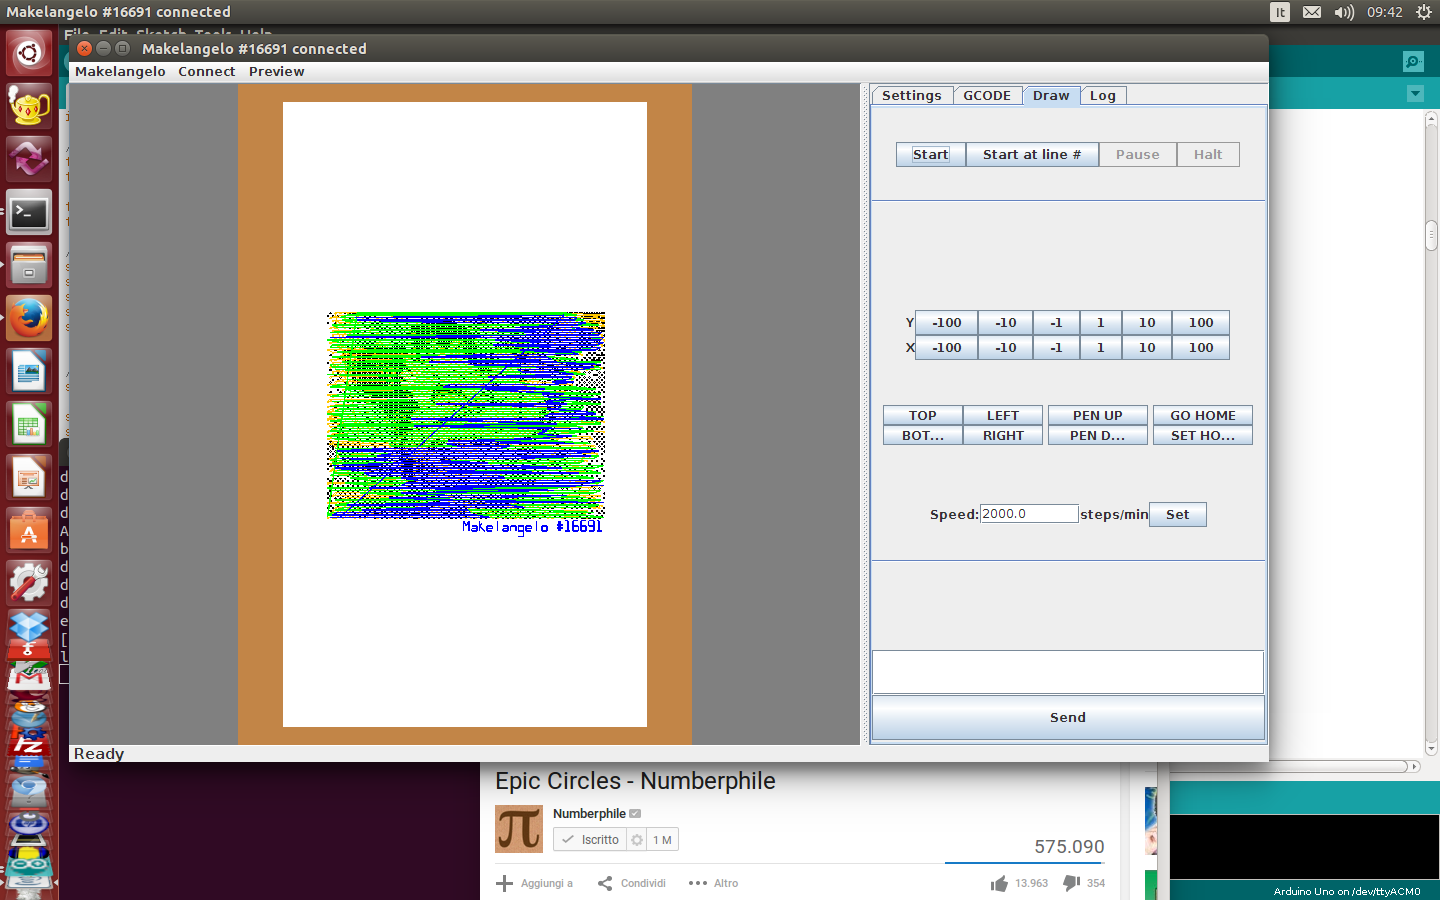 Makelangelo #16691 connected
It
09:42
File Edit Sketch Tools Help
Makelangelo #16691 connected
Makelangelo Connect Preview
Settings GCODE Draw Log
Start Start at line # Pause Halt
Y -100 -10 -1 1 10 100
X -100 -10 -1 1 10 100
TOP LEFT PEN UP GO HOME
BOT... RIGHT PEN D... SET HO...
Speed: 2000.0 steps/min Set
Makelangelo #16691
Send
Ready
Epic Circles - Numberphile
Numberphile
Iscritto 1 M
575.090
Aggiungi a Condividi Altro 13.963 354
Arduino Uno on /dev/ttyACM0